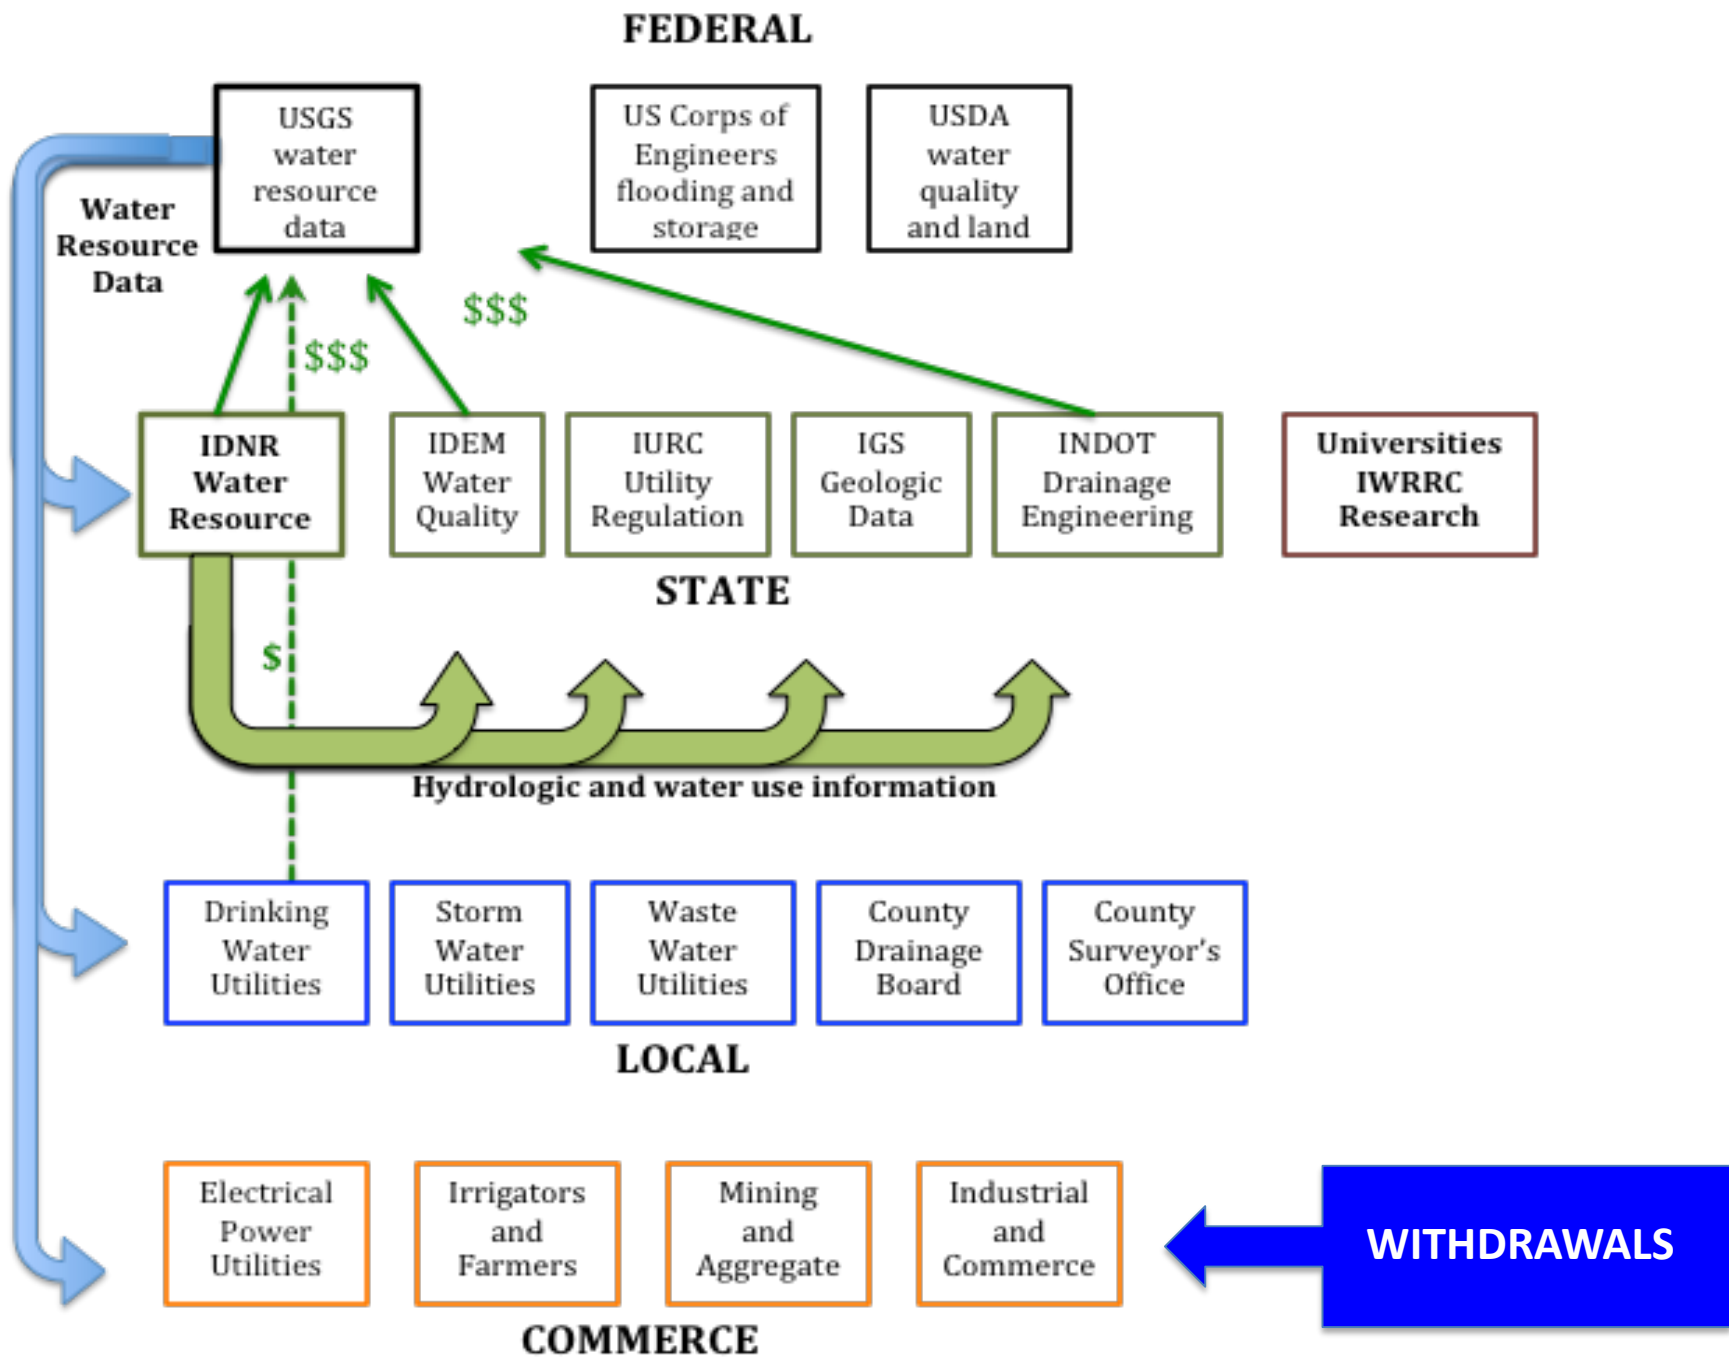 FEDERAL
USGS
water
resource
data
US Corps of
Engineers
flooding and
storage
USDA
water
quality
and land
Water
Resource
Data
$$$
$$$
IDNR
Water
Resource
IDEM
Water
Quality
IURC
Utility
Regulation
IGS
Geologic
Data
INDOT
Drainage
Engineering
Universities
IWRRC
Research
STATE
$
Hydrologic and water use information
Drinking
Water
Utilities
Storm
Water
Utilities
Waste
Water
Utilities
County
Drainage
Board
County
Surveyor's
Office
LOCAL
Electrical
Power
Utilities
Irrigators
and
Farmers
Mining
and
Aggregate
Industrial
and
Commerce
WITHDRAWALS
COMMERCE